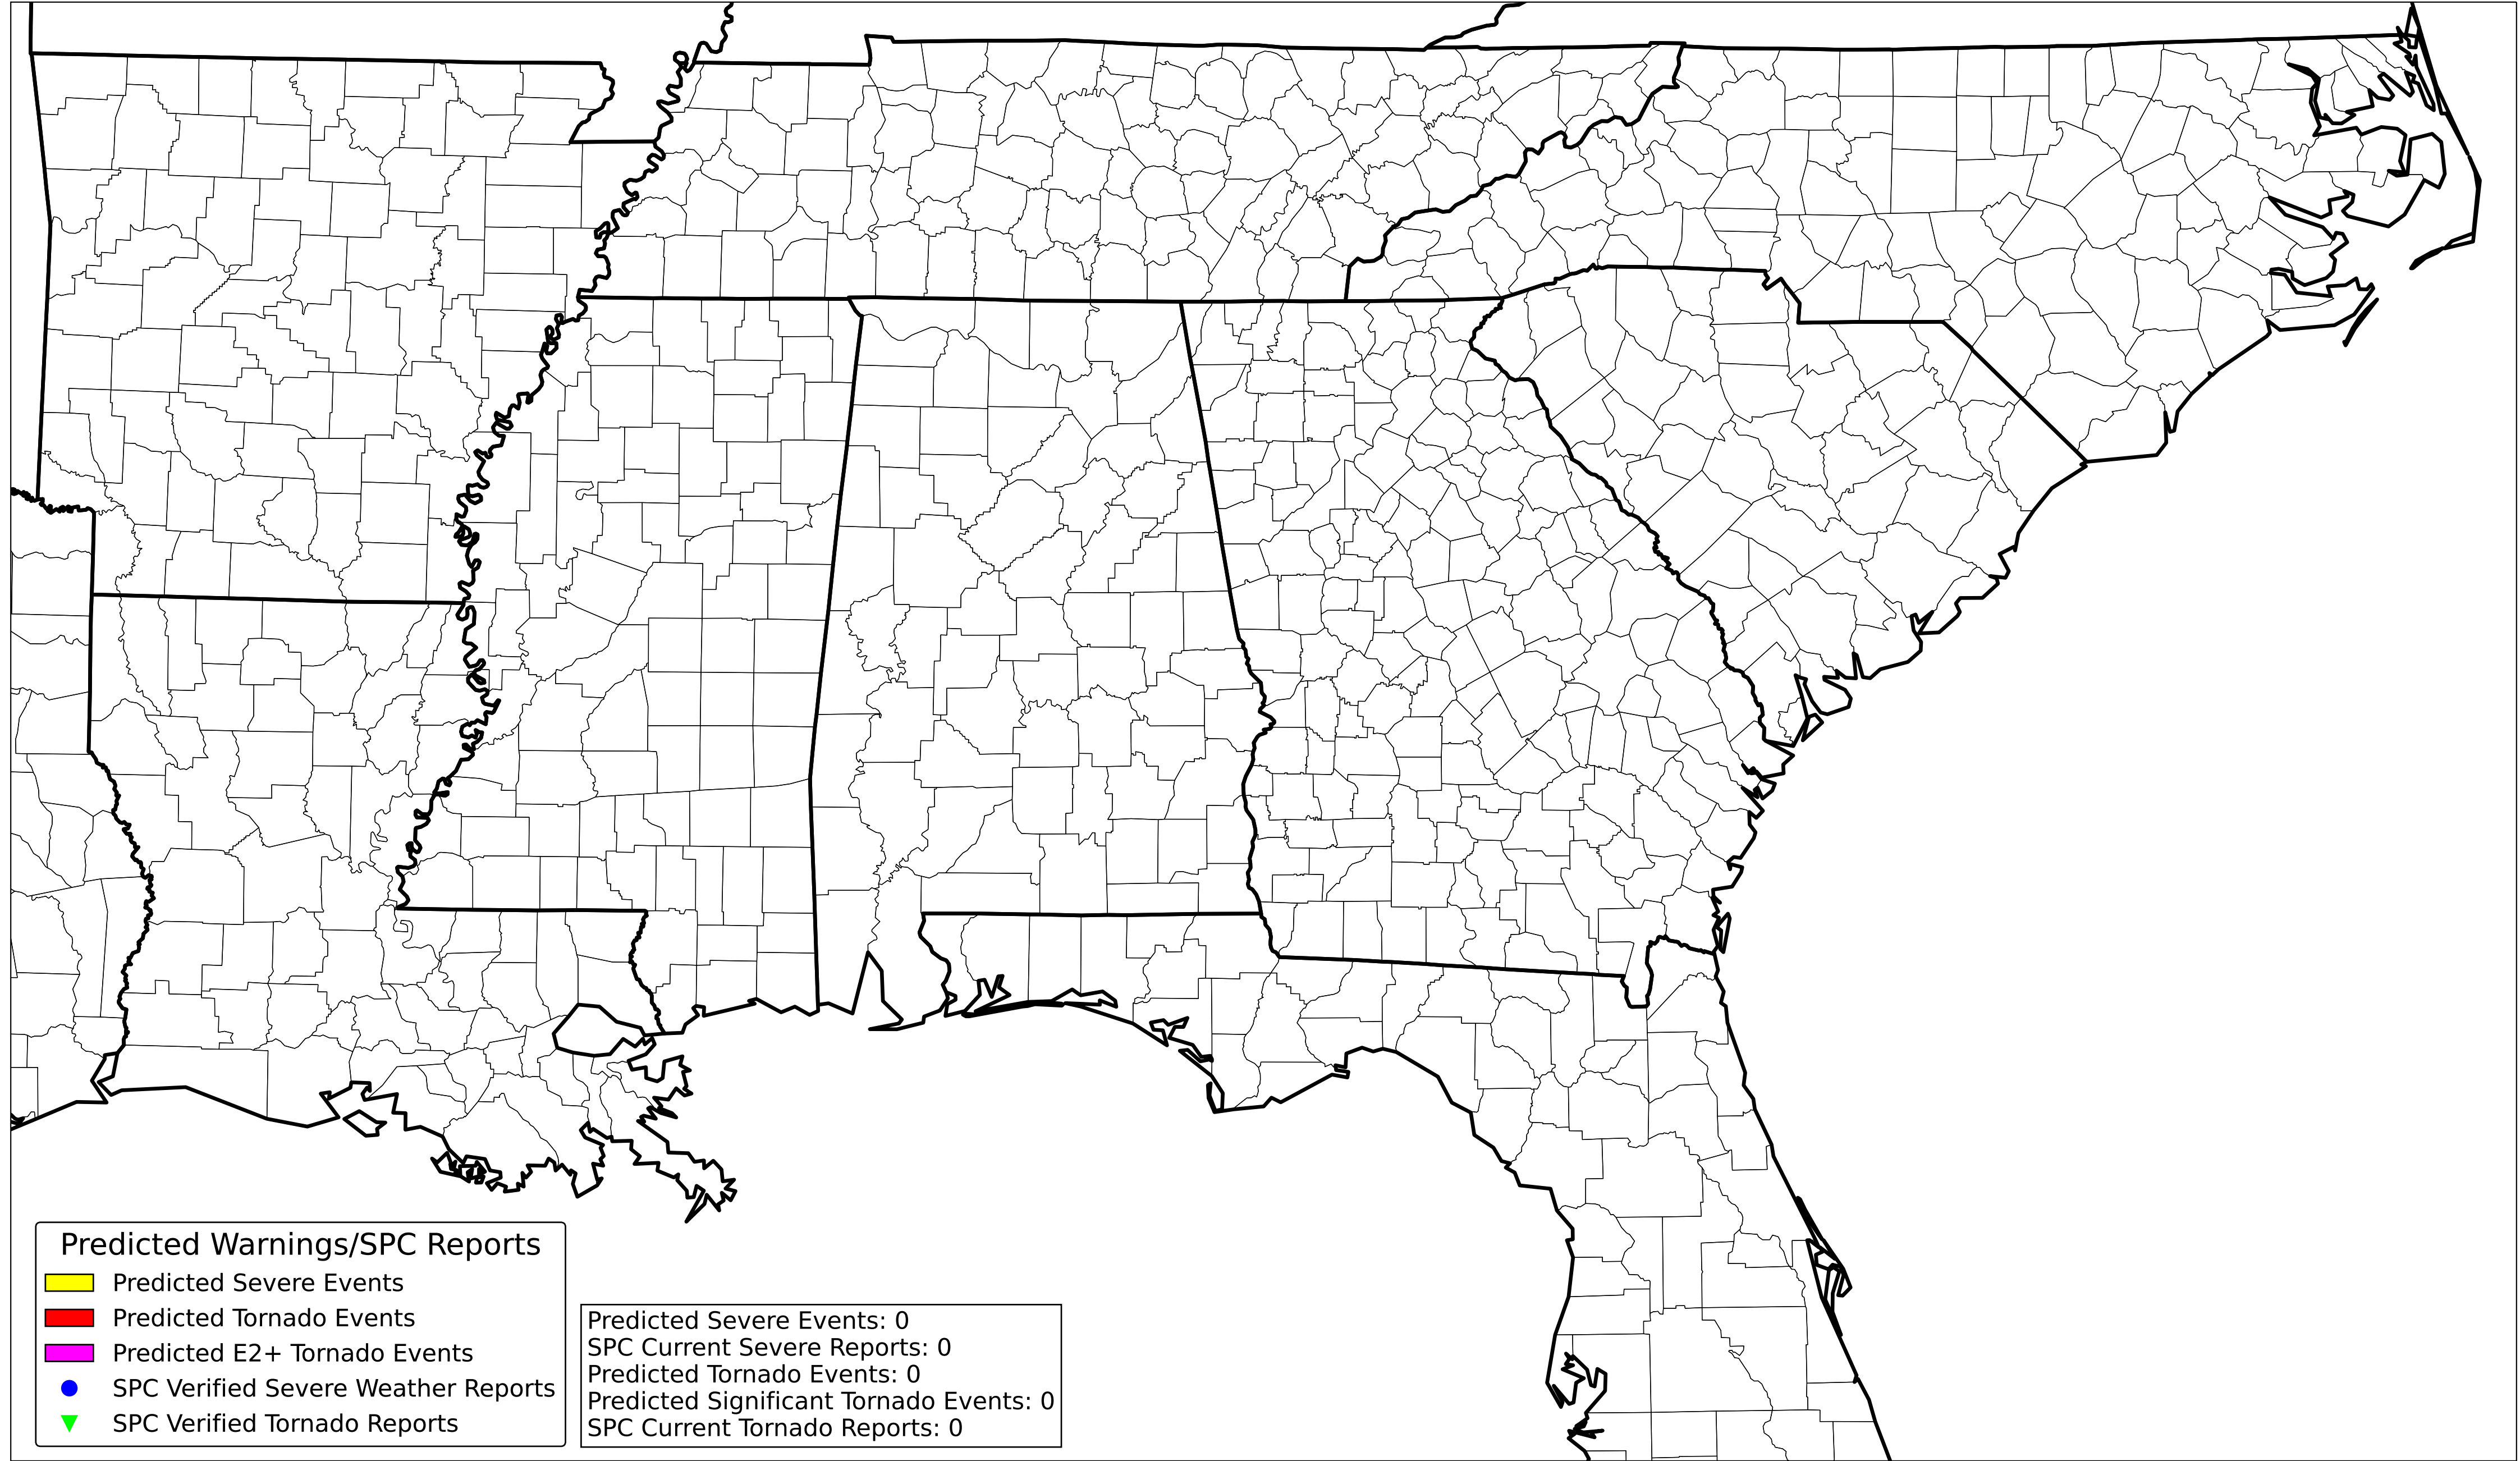 Predicted Warnings/SPC Reports
Predicted Severe Events
Predicted Tornado Events
Predicted E2+ Tornado Events
SPC Verified Severe Weather Reports
SPC Verified Tornado Reports
Predicted Severe Events: 0
SPC Current Severe Reports: 0
Predicted Tornado Events: 0
Predicted Significant Tornado Events: 0
SPC Current Tornado Reports: 0